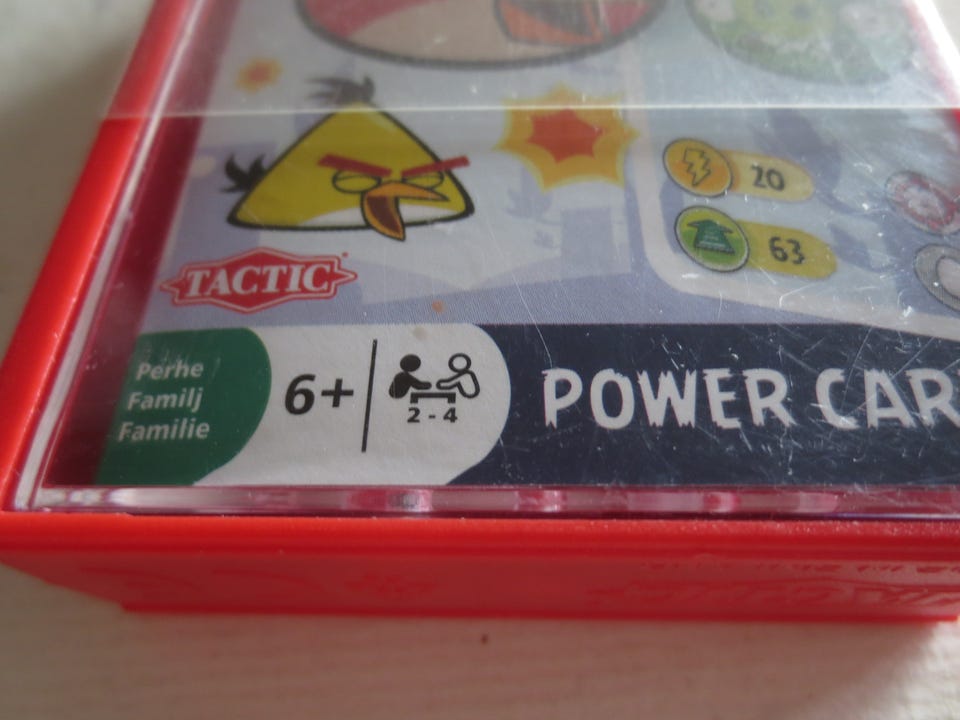 20
63
TACTIC
Perhe
Familj
Familie
6+
2 - 4
POWER CAR